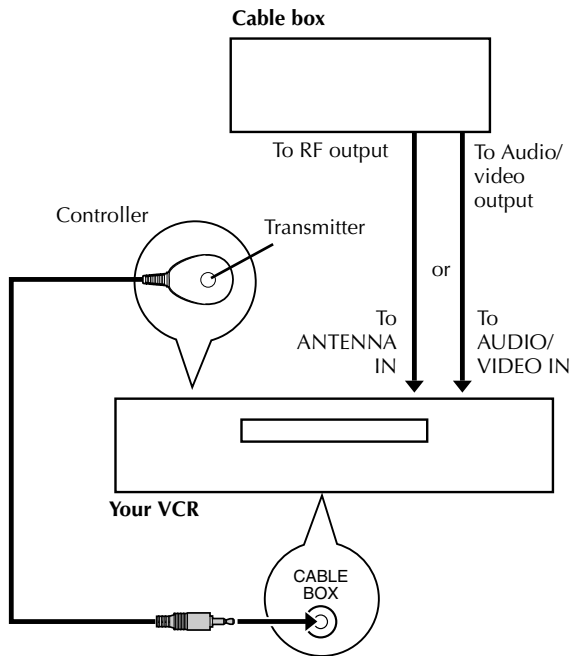 Cable box
To RF output
To Audio/
video
output
Controller
Transmitter
or
To
ANTENNA
IN
To
AUDIO/
VIDEO IN
Your VCR
CABLE
BOX